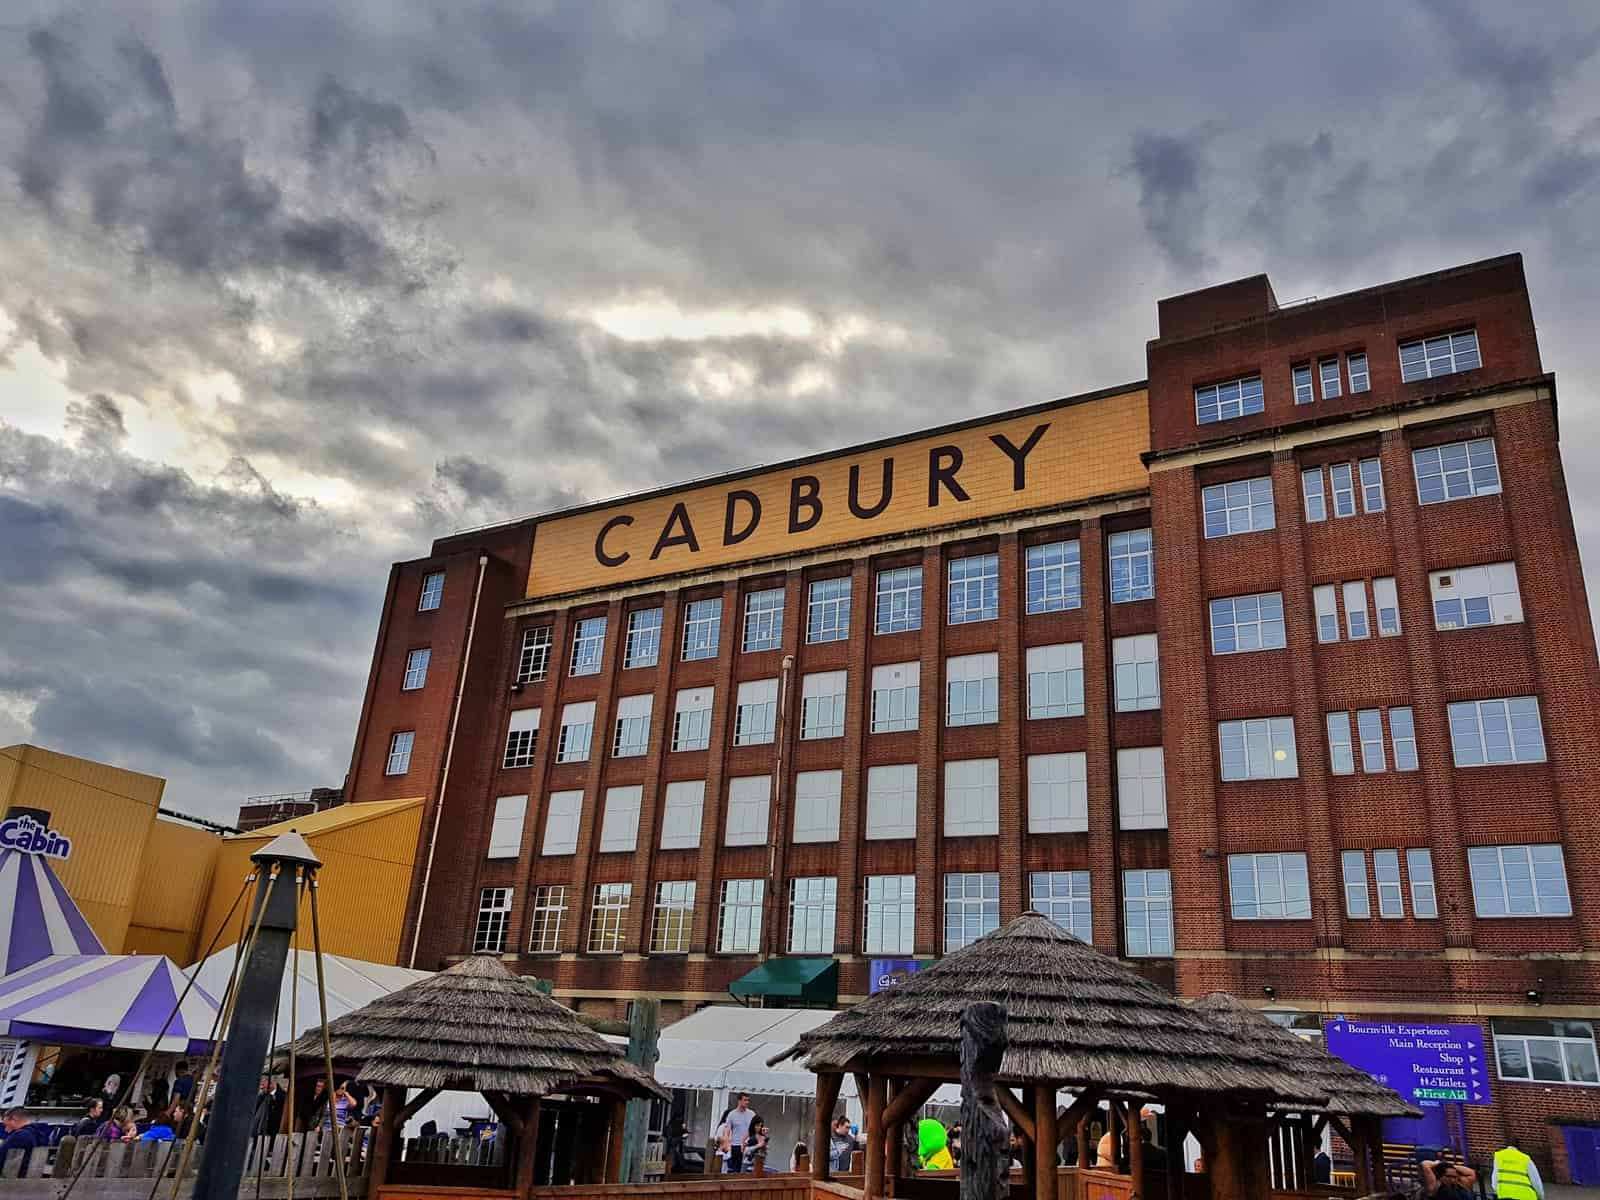 CADBURY
the
Cabin
Bournville Experience
Main Reception
Shop
Restaurant
Toilets
First Aid